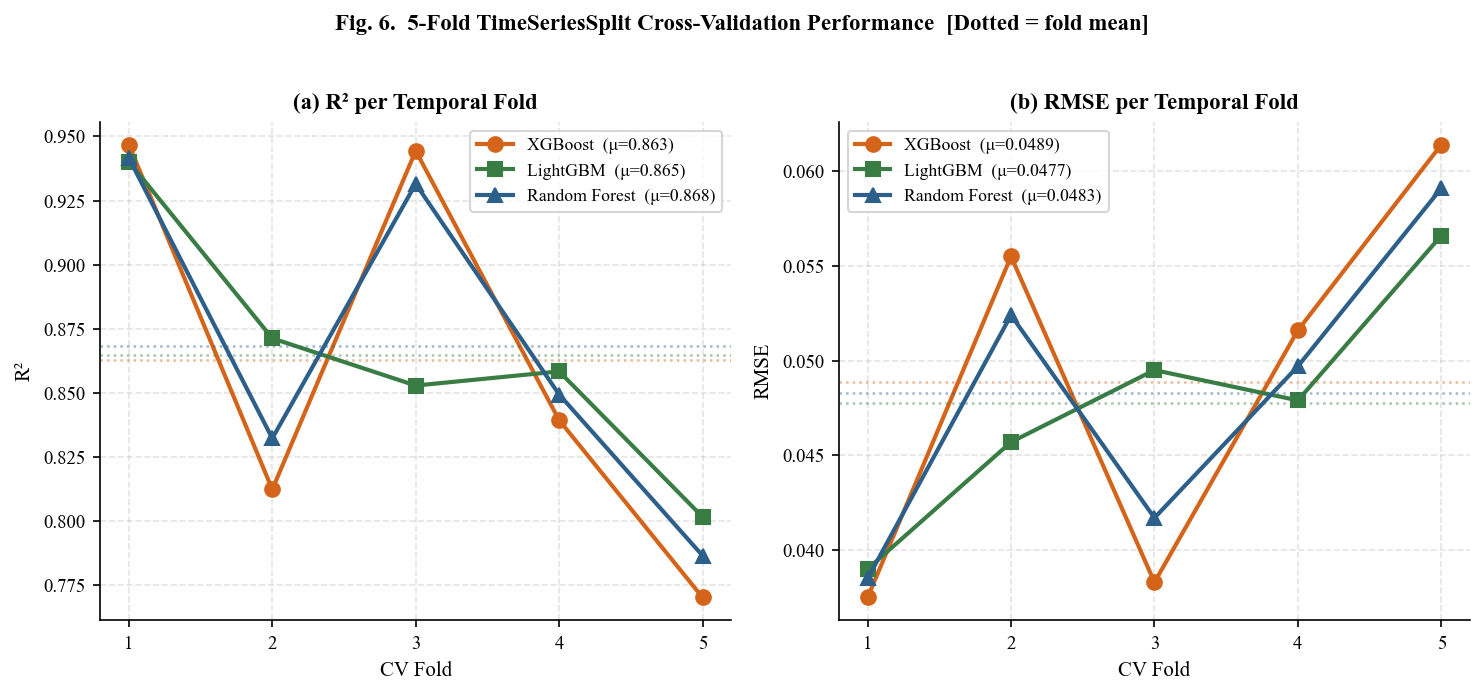 Fig. 6.  5-Fold TimeSeriesSplit Cross-Validation Performance  [Dotted = fold mean]
(a) R² per Temporal Fold
XGBoost  (μ=0.863)
LightGBM  (μ=0.865)
Random Forest  (μ=0.868)
R²
0.950
0.925
0.900
0.875
0.850
0.825
0.800
0.775
1 2 3 4 5
CV Fold
(b) RMSE per Temporal Fold
XGBoost  (μ=0.0489)
LightGBM  (μ=0.0477)
Random Forest  (μ=0.0483)
RMSE
0.060
0.055
0.050
0.045
0.040
1 2 3 4 5
CV Fold